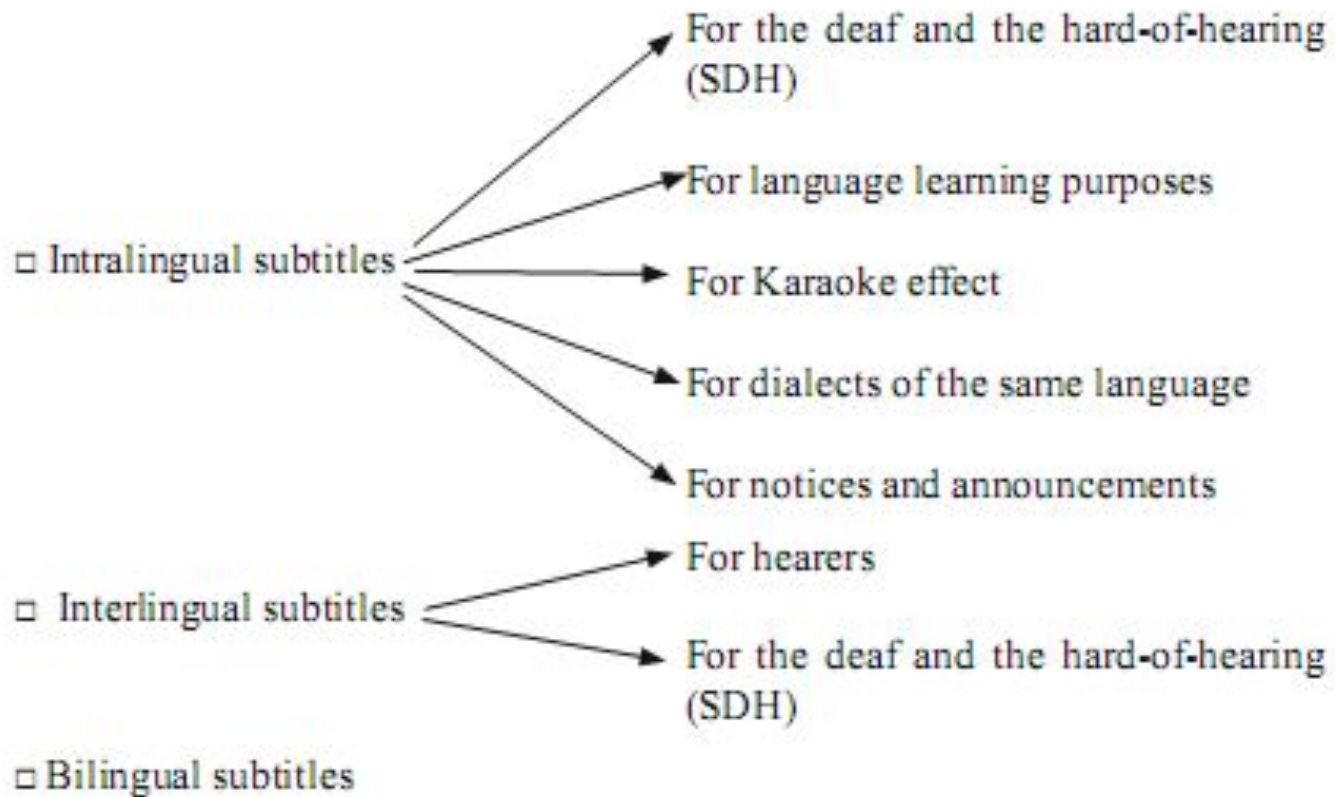 For the deaf and the hard-of-hearing
(SDH)
For language learning purposes
□ Intralingual subtitles
For Karaoke effect
For dialects of the same language
For notices and announcements
For hearers
□ Interlingual subtitles
For the deaf and the hard-of-hearing
(SDH)
□ Bilingual subtitles